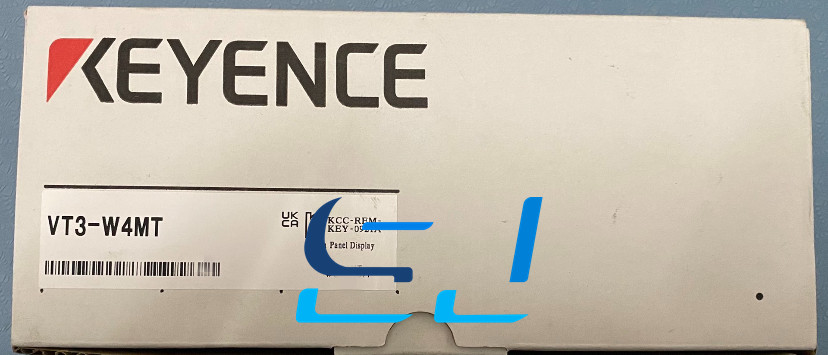 KEYENCE
VT3-W4MT
UK
CA
KCC-REM-
KEY-
Panel Display